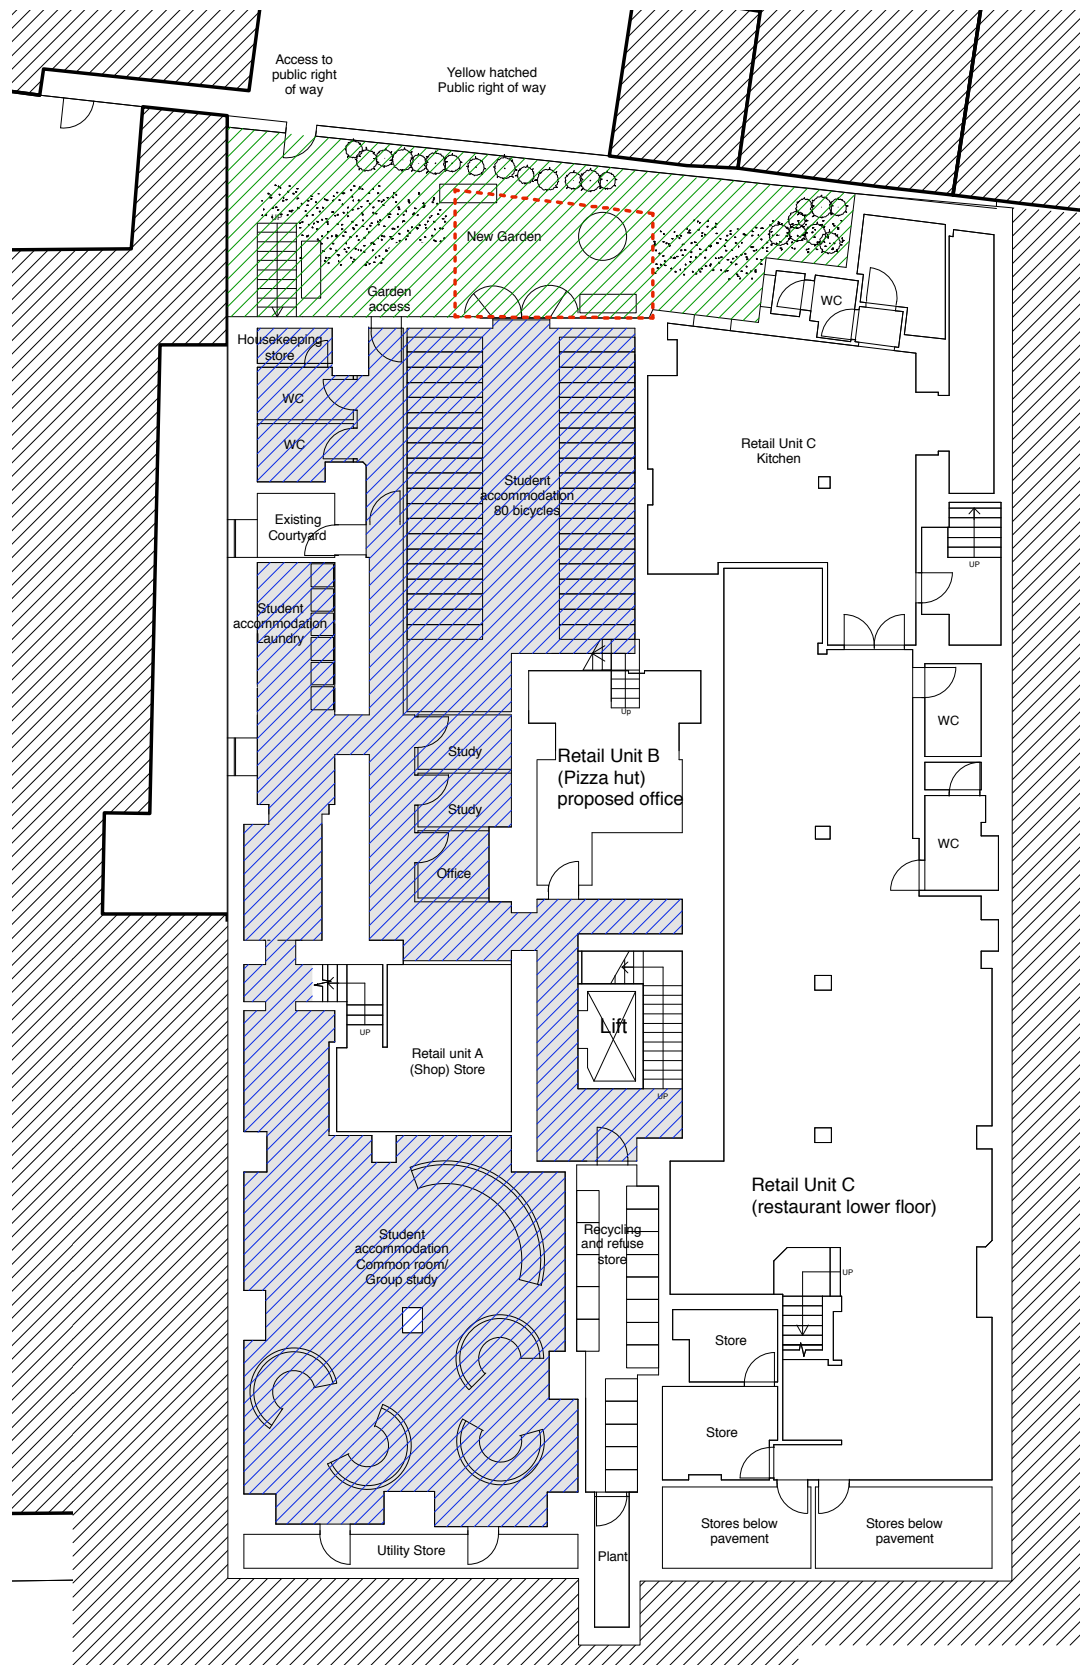 Access to
public right
of way
Yellow hatched
Public right of way
UP
New Garden
Garden
access
WC
Housekeeping
store
WC
WC
Retail Unit C
Kitchen
Student
accommodation
80 bicycles
Existing
Courtyard
UP
Student
accommodation
Laundry
Up
WC
Study
Retail Unit B
(Pizza hut)
proposed office
Study
WC
Office
Lift
UP
Retail unit A
(Shop) Store
UP
Retail Unit C
(restaurant lower floor)
Recycling
and refuse
store
Student
accommodation
Common room/
Group study
UP
Store
Store
Stores below
pavement
Stores below
pavement
Utility Store
Plant